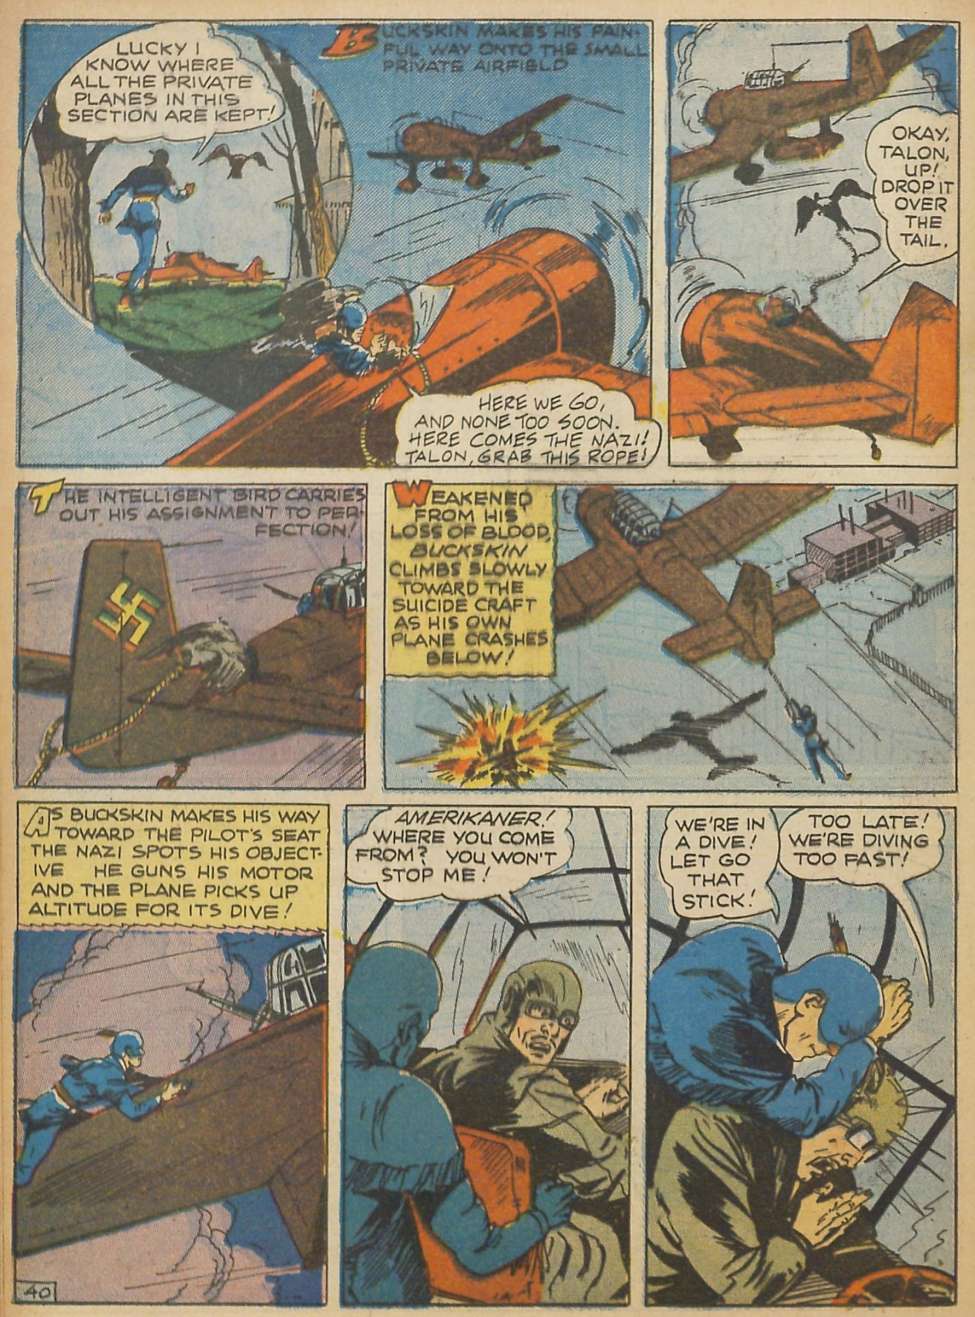 LUCKY I
KNOW WHERE
ALL THE PRIVATE
PLANES IN THIS
SECTION ARE KEPT!
BUCKSKIN MAKES HIS PAIN-
FUL WAY ONTO THE SMALL
PRIVATE AIRFIELD
HERE WE GO,
AND NONE TOO SOON.
HERE COMES THE NAZI!
TALON, GRAB THIS ROPE!
OKAY,
TALON,
UP!
DROP IT
OVER
THE
TAIL.
THE INTELLIGENT BIRD CARRIES
OUT HIS ASSIGNMENT TO PER-
FECTION!
WEAKENED
FROM HIS
LOSS OF BLOOD,
BUCKSKIN
CLIMBS SLOWLY
TOWARD THE
SUICIDE CRAFT
AS HIS OWN
PLANE CRASHES
BELOW!
AS BUCKSKIN MAKES HIS WAY
TOWARD THE PILOT'S SEAT
THE NAZI SPOTS HIS OBJECT-
IVE HE GUNS HIS MOTOR
AND THE PLANE PICKS UP
ALTITUDE FOR ITS DIVE!
40
AMERIKANER!
WHERE YOU COME
FROM? YOU WON'T
STOP ME!
WE'RE IN
A DIVE!
LET GO
THAT
STICK!
TOO LATE!
WE'RE DIVING
TOO FAST!